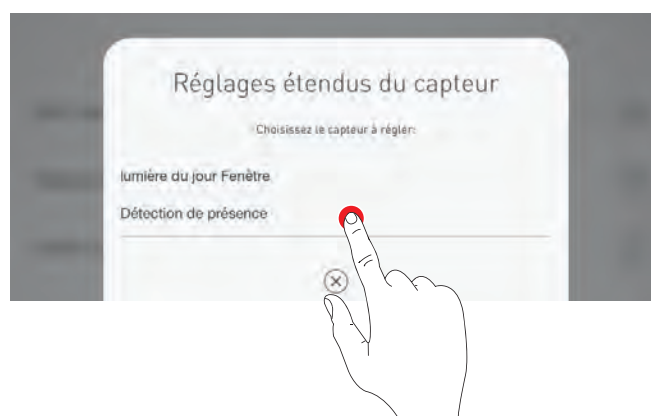 Réglages étendus du capteur
Choisissez le capteur à régler:
lumière du jour Fenêtre
Détection de présence